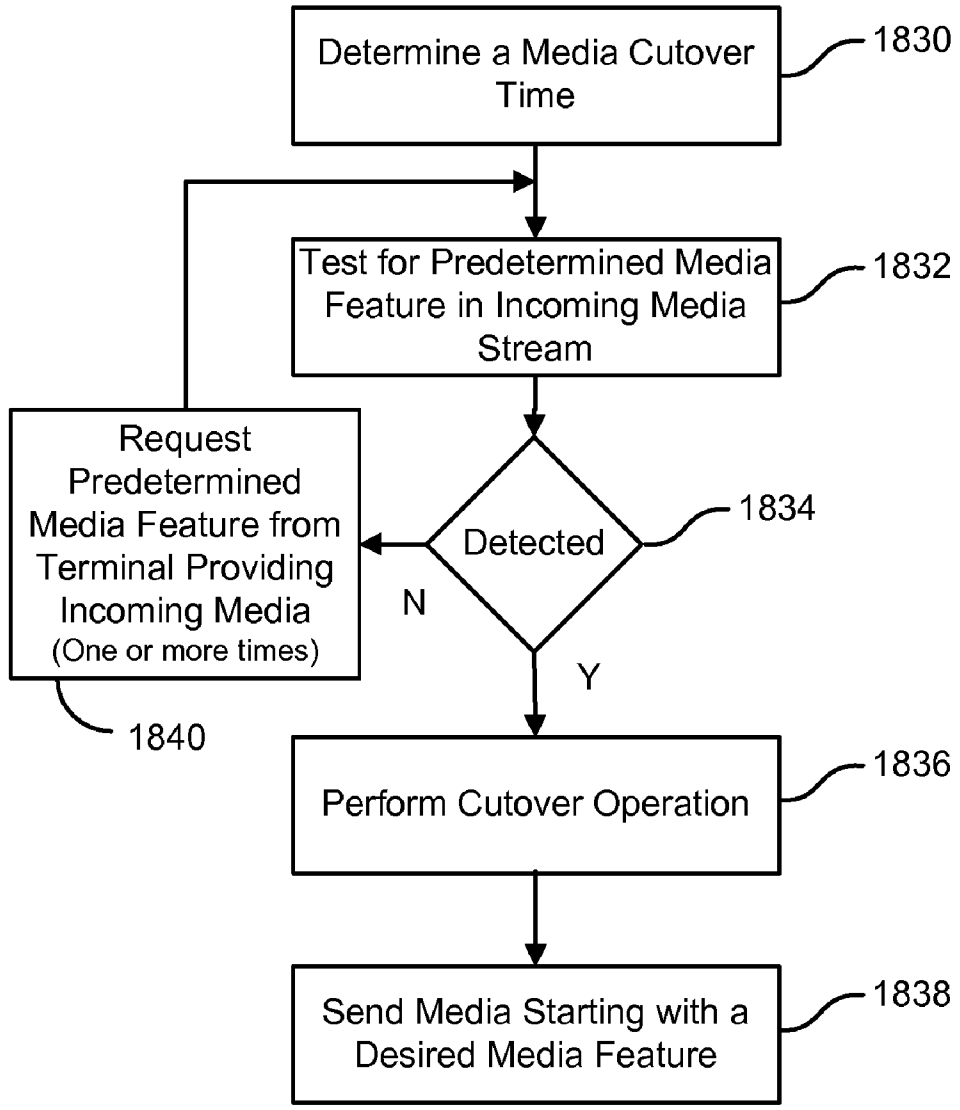 Determine a Media Cutover
Time
1830
Test for Predetermined Media
Feature in Incoming Media
Stream
1832
Detected
1834
N
Y
Request
Predetermined
Media Feature from
Terminal Providing
Incoming Media
(One or more times)
1840
Perform Cutover Operation
1836
Send Media Starting with a
Desired Media Feature
1838